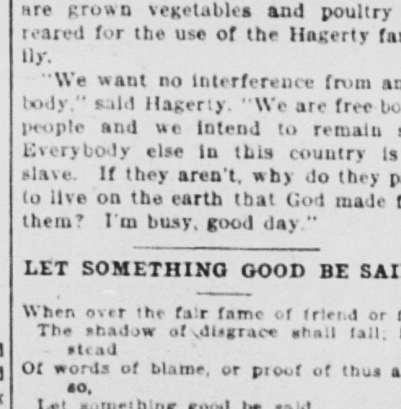 are grown vegetables and poultry
reared for the use of the Hagerty fam
ily.
"We want no interference from an
body," said Hagerty. "We are free-bo
people and we intend to remain s
Everybody else in this country is
slave. If they aren't, why do they p
to live on the earth that God made f
them? I'm busy, good day."
LET SOMETHING GOOD BE SAI
When over the fair fame of friend or f
The shadow of disgrace shall fall; i
stead
Of words of blame, or proof of thus a
so,
Let something good be said